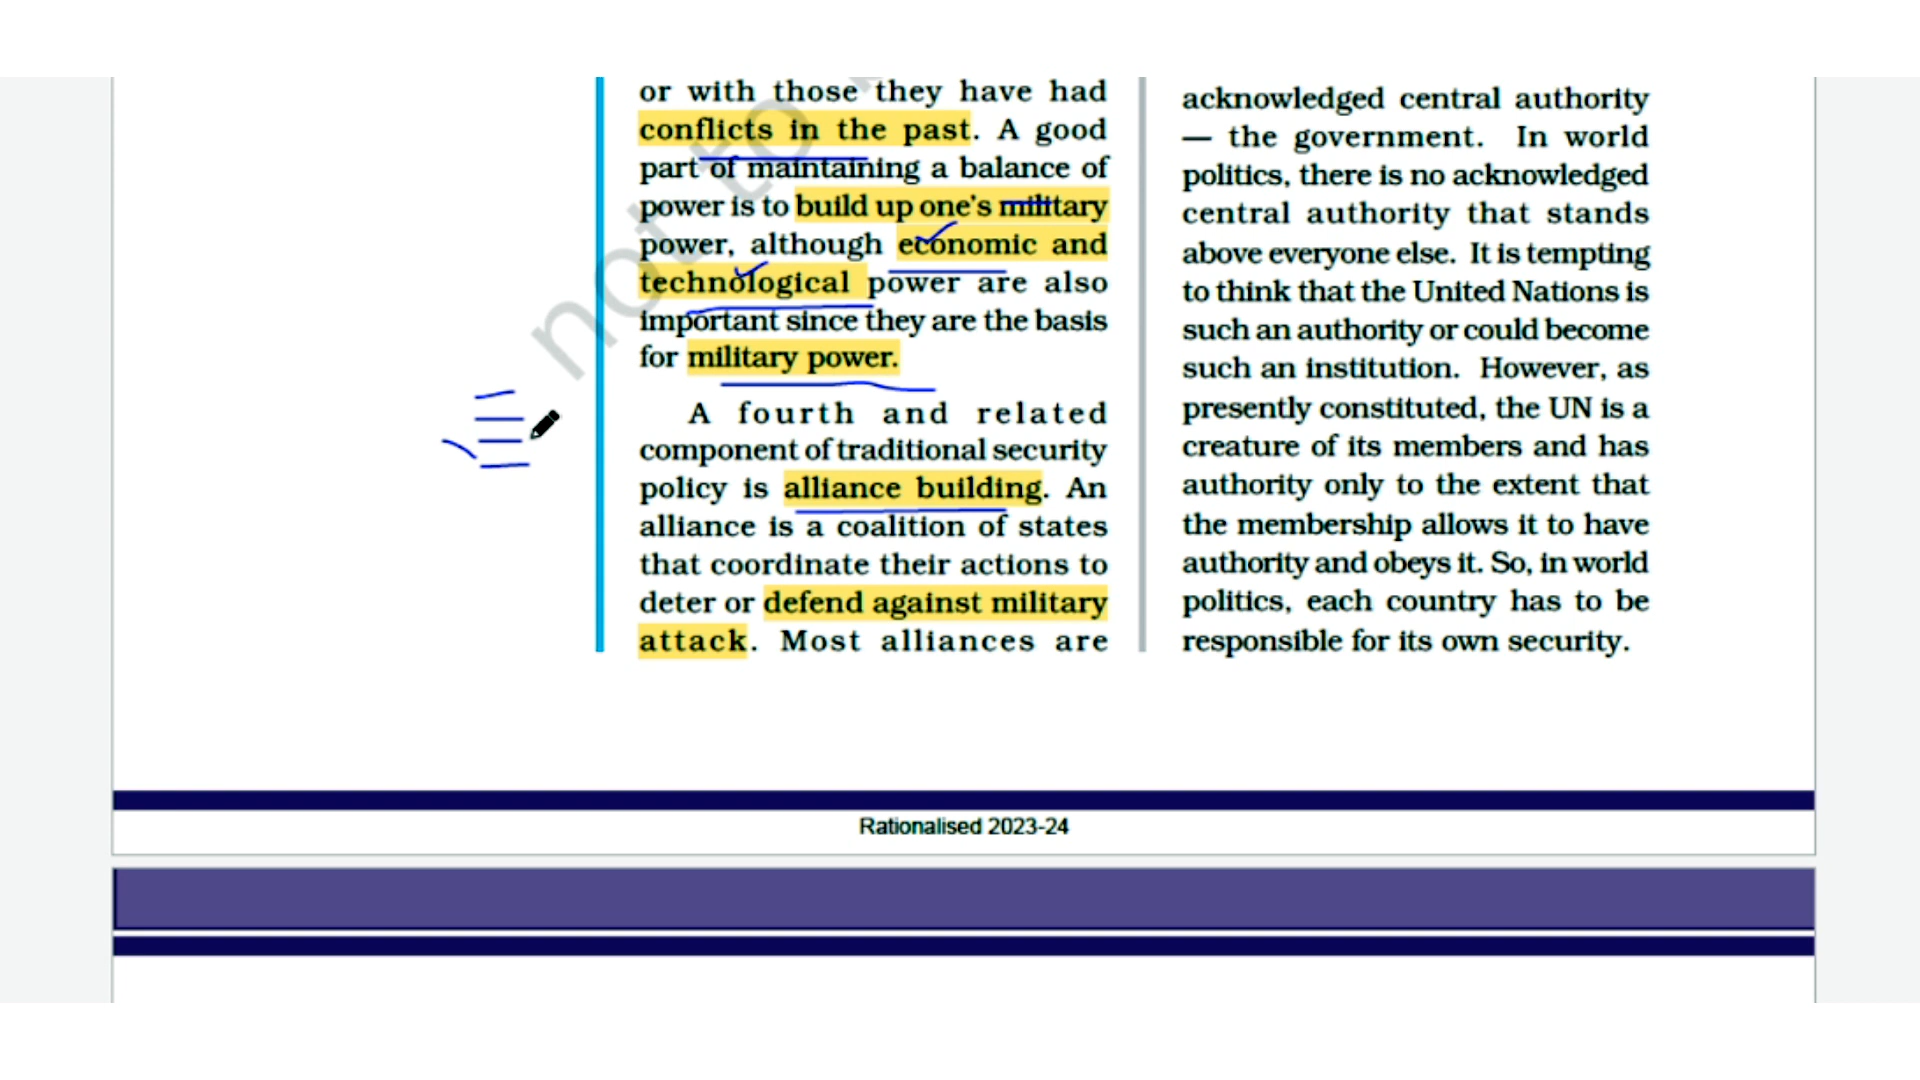 or with those they have had
conflicts in the past. A good
part of maintaining a balance of
power is to build up one's military
power, although economic and
technological power are also
important since they are the basis
for military power.
A fourth and related
component of traditional security
policy is alliance building. An
alliance is a coalition of states
that coordinate their actions to
deter or defend against military
attack. Most alliances are
acknowledged central authority
— the government. In world
politics, there is no acknowledged
central authority that stands
above everyone else. It is tempting
to think that the United Nations is
such an authority or could become
such an institution. However, as
presently constituted, the UN is a
creature of its members and has
authority only to the extent that
the membership allows it to have
authority and obeys it. So, in world
politics, each country has to be
responsible for its own security.
not to
Rationalised 2023-24